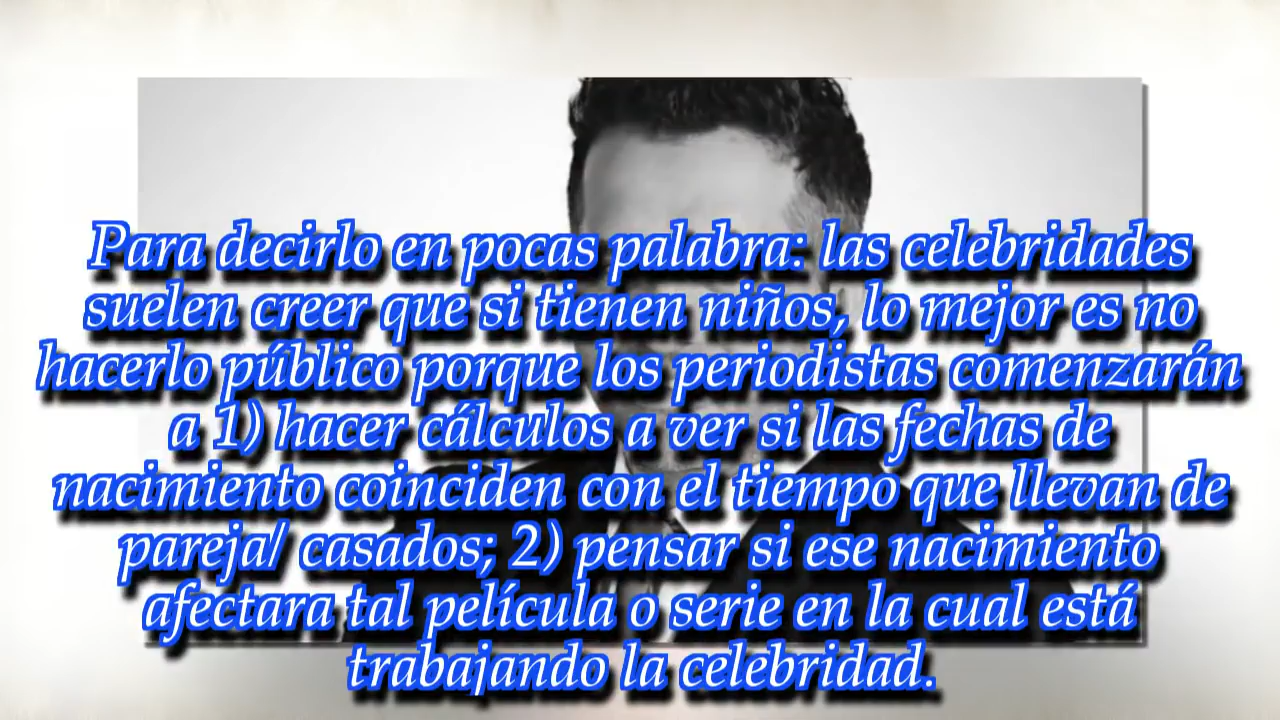 Para decirlo en pocas palabra: las celebridades
suelen creer que si tienen niños, lo mejor es no
hacerlo público porque los periodistas comenzarán
a 1) hacer cálculos a ver si las fechas de
nacimiento coinciden con el tiempo que llevan de
pareja/ casados; 2) pensar si ese nacimiento
afectara tal película o serie en la cual está
trabajando la celebridad.